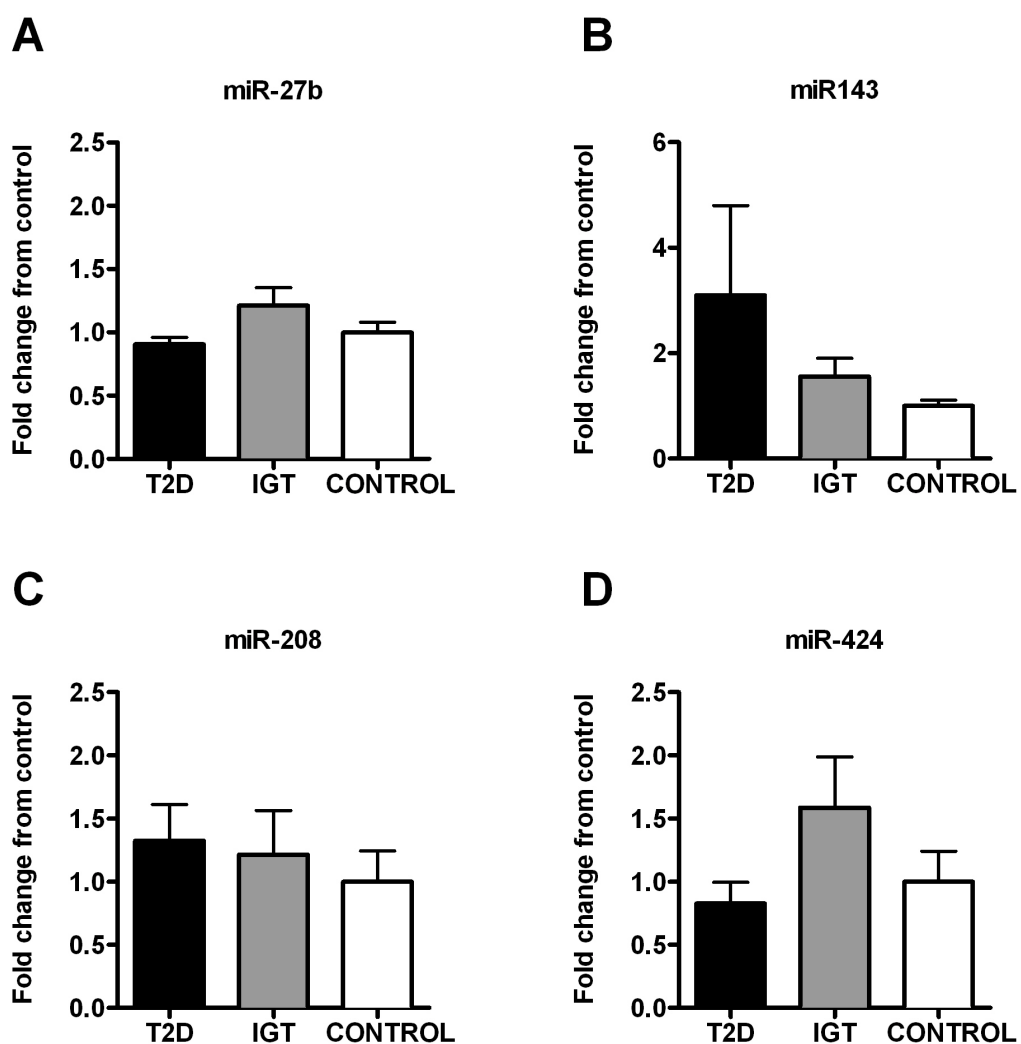 A
miR-27b
Fold change from control
2.5
2.0
1.5
1.0
0.5
0.0
T2D IGT CONTROL
B
miR143
Fold change from control
6
4
2
0
T2D IGT CONTROL
C
miR-208
Fold change from control
2.5
2.0
1.5
1.0
0.5
0.0
T2D IGT CONTROL
D
miR-424
Fold change from control
2.5
2.0
1.5
1.0
0.5
0.0
T2D IGT CONTROL